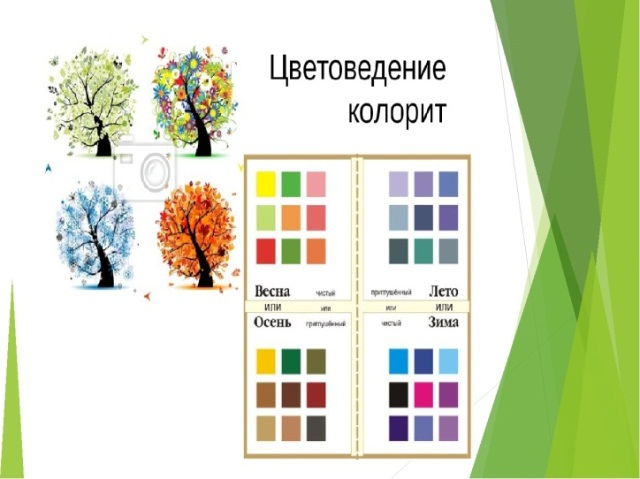 Цветоведение
колорит
Весна чистый приглушённый Лето
или или или или
Осень приглушённый чистый Зима